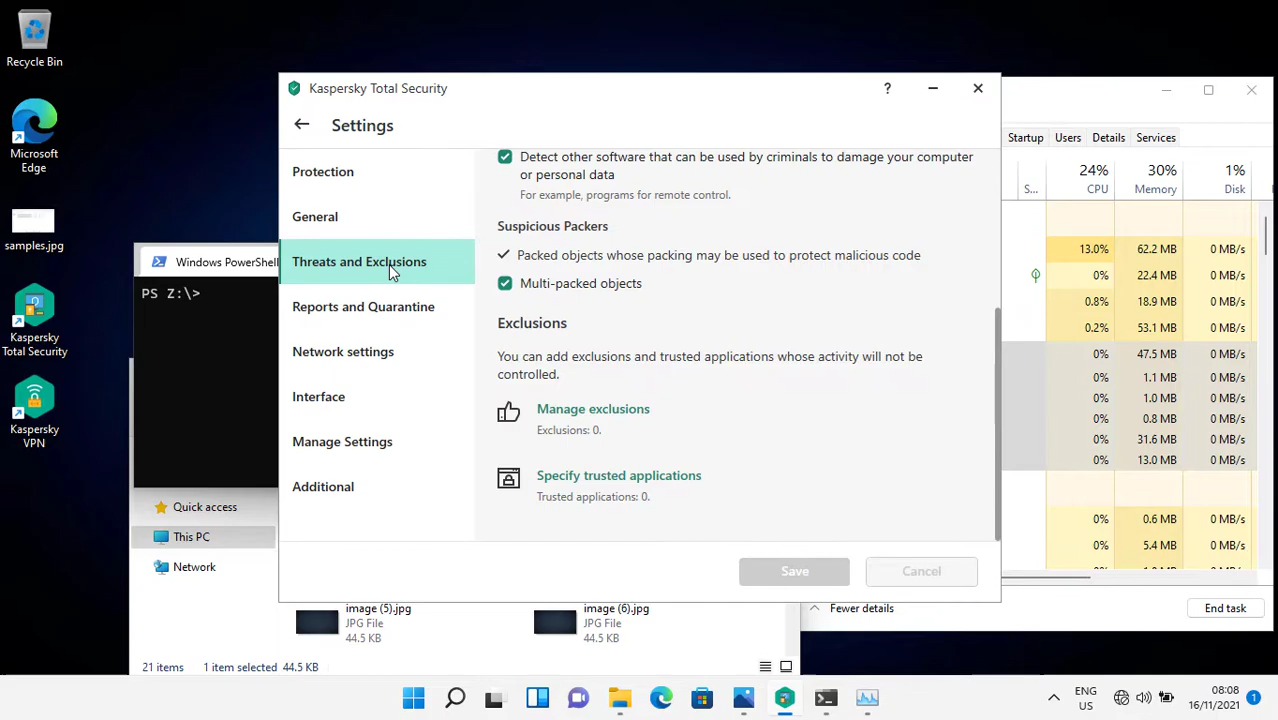 Recycle Bin
Microsoft
Edge
samples.jpg
Kaspersky
Total Security
Kaspersky
VPN
Windows PowerShell
PS Z:\>
Quick access
This PC
Network
21 items
1 item selected
44.5 KB
Kaspersky Total Security
?
Settings
Protection
General
Threats and Exclusions
Reports and Quarantine
Network settings
Interface
Manage Settings
Additional
Detect other software that can be used by criminals to damage your computer
or personal data
For example, programs for remote control.
Suspicious Packers
Packed objects whose packing may be used to protect malicious code
Multi-packed objects
Exclusions
You can add exclusions and trusted applications whose activity will not be
controlled.
Manage exclusions
Exclusions: 0.
Specify trusted applications
Trusted applications: 0.
Save
Cancel
image (5).jpg
JPG File
44.5 KB
image (6).jpg
JPG File
44.5 KB
Startup
Users
Details
Services
24% 30% 1%
S... CPU Memory Disk
13.0% 62.2 MB 0 MB/s
0% 22.4 MB 0 MB/s
0.8% 18.9 MB 0 MB/s
0.2% 53.1 MB 0 MB/s
0% 47.5 MB 0 MB/s
0% 1.1 MB 0 MB/s
0% 1.0 MB 0 MB/s
0% 0.8 MB 0 MB/s
0% 31.6 MB 0 MB/s
0% 13.0 MB 0 MB/s
0% 0.6 MB 0 MB/s
0% 5.4 MB 0 MB/s
Fewer details
End task
ENG
UK
08:08
16/11/2021
1